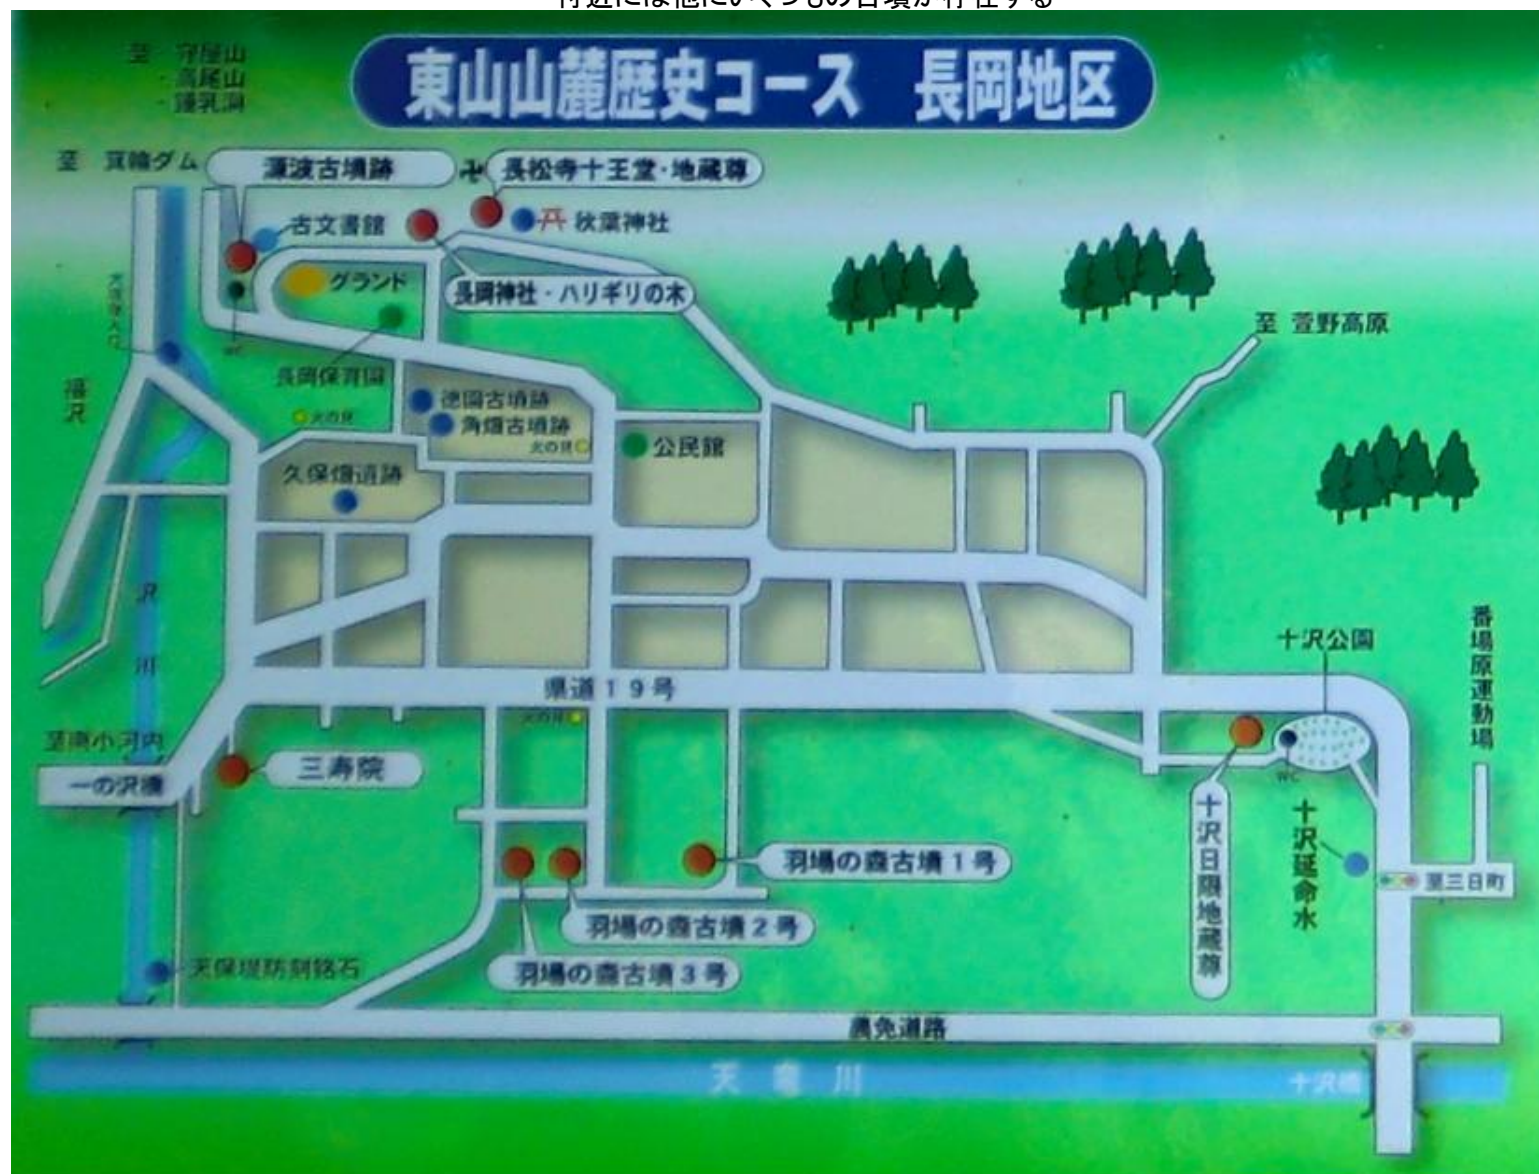 付近には他にいくつもの古墳が存在する
至 守屋山
・高尾山
・鍾乳洞
東山山麓歴史コース 長岡地区
至 箕輪ダム
源波古墳跡
卍
長松寺十王堂・地蔵尊
古文書館
秋葉神社
グランド
長岡神社・ハリギリの木
WC
至 萱野高原
長岡保育園
徳岡古墳跡
火の見
角畑古墳跡
火の見
公民館
久保畑遺跡
沢
川
番場原運動場
十沢公園
県道19号
火の見
至南小河内
一の沢橋
三寿院
WC
十沢日限地蔵尊
十沢延命水
羽場の森古墳1号
至三日町
羽場の森古墳2号
羽場の森古墳3号
天保堤防刻銘石
農免道路
天竜川
十沢橋